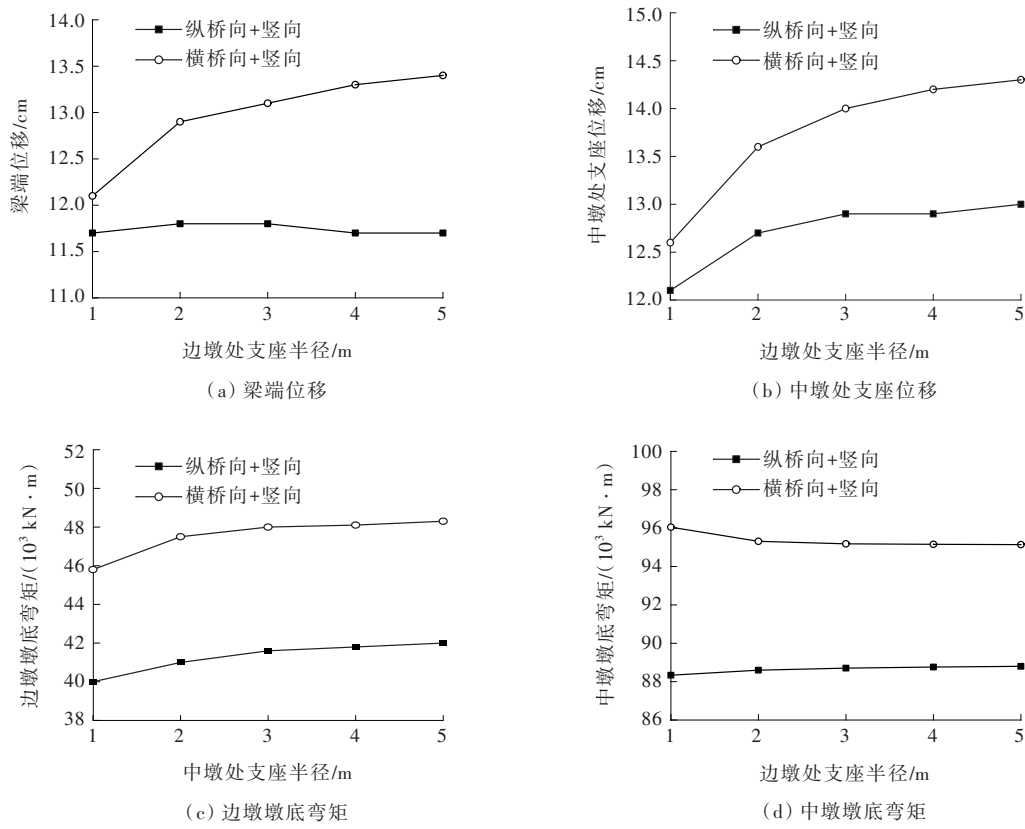 14.0
13.5
13.0
12.5
12.0
11.5
11.0
梁端位移/cm
纵桥向+竖向
横桥向+竖向
1 2 3 4 5
边墩处支座半径/m
(a) 梁端位移
15.0
14.5
14.0
13.5
13.0
12.5
12.0
中墩处支座位移/cm
纵桥向+竖向
横桥向+竖向
1 2 3 4 5
边墩处支座半径/m
(b) 中墩处支座位移
52
50
48
46
44
42
40
38
边墩墩底弯矩/(10³ kN·m)
纵桥向+竖向
横桥向+竖向
1 2 3 4 5
中墩处支座半径/m
(c) 边墩墩底弯矩
100
98
96
94
92
90
88
86
中墩墩底弯矩/(10³ kN·m)
纵桥向+竖向
横桥向+竖向
1 2 3 4 5
边墩处支座半径/m
(d) 中墩墩底弯矩